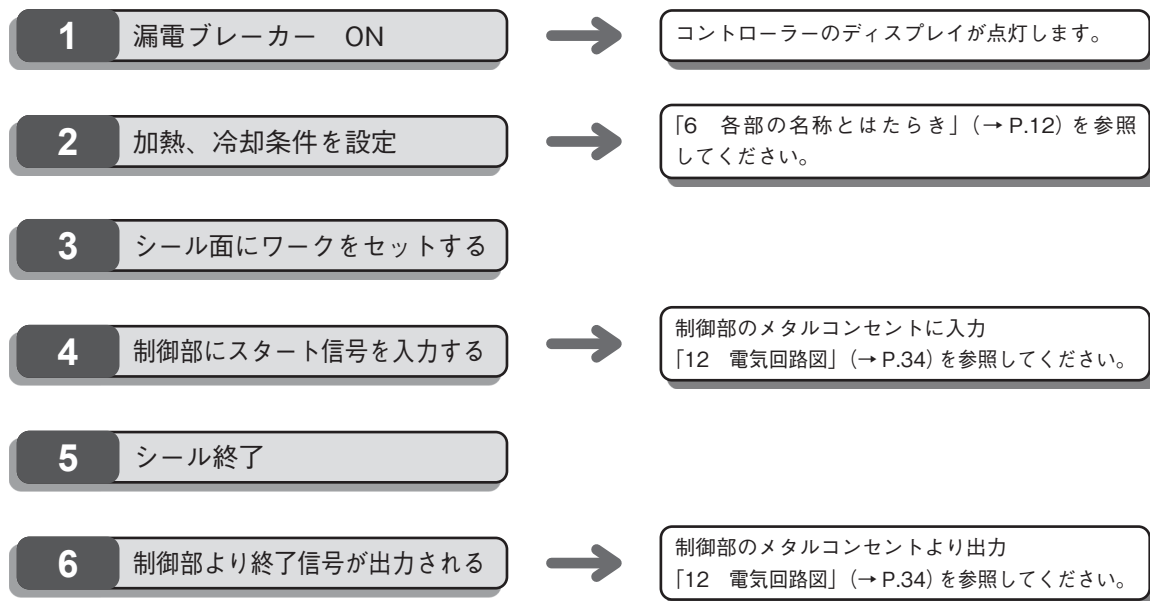 1 漏電ブレーカー　ON
コントローラーのディスプレイが点灯します。
2 加熱、冷却条件を設定
「6　各部の名称とはたらき」（→ P.12）を参照
してください。
3 シール面にワークをセットする
4 制御部にスタート信号を入力する
制御部のメタルコンセントに入力
「12　電気回路図」（→ P.34）を参照してください。
5 シール終了
6 制御部より終了信号が出力される
制御部のメタルコンセントより出力
「12　電気回路図」（→ P.34）を参照してください。